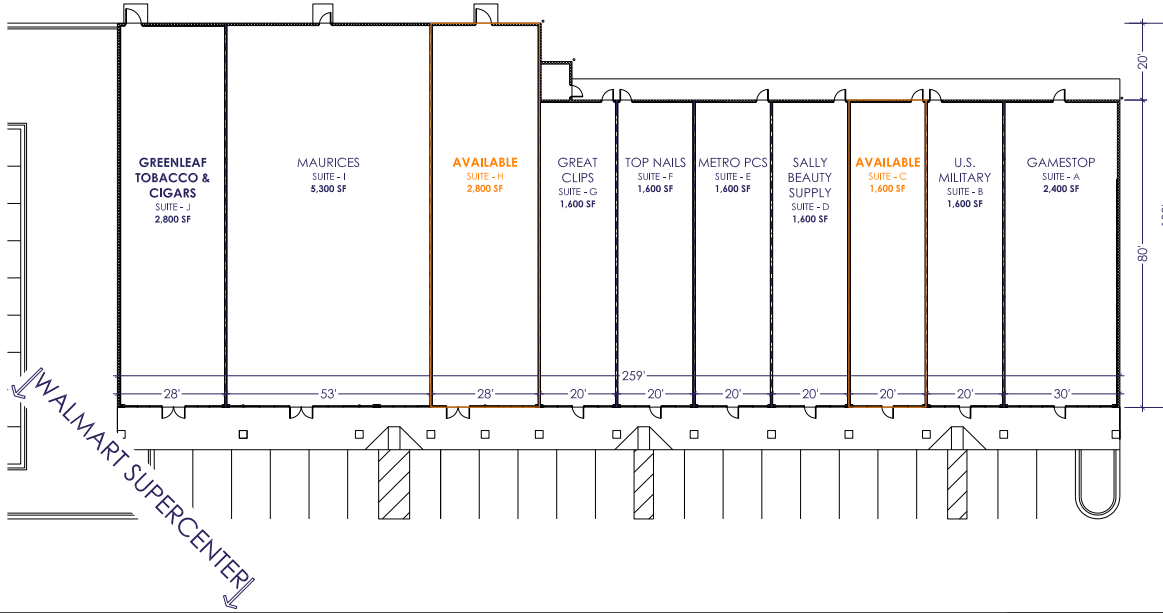 GREENLEAF
TOBACCO &
CIGARS
SUITE - J
2,800 SF
MAURICES
SUITE - I
5,300 SF
AVAILABLE
SUITE - H
2,800 SF
GREAT
CLIPS
SUITE - G
1,600 SF
TOP NAILS
SUITE - F
1,600 SF
METRO PCS
SUITE - E
1,600 SF
SALLY
BEAUTY
SUPPLY
SUITE - D
1,600 SF
AVAILABLE
SUITE - C
1,600 SF
U.S.
MILITARY
SUITE - B
1,600 SF
GAMESTOP
SUITE - A
2,400 SF
20'
80'
259'
28'
53'
28'
20'
20'
20'
20'
20'
20'
30'
WALMART SUPERCENTER